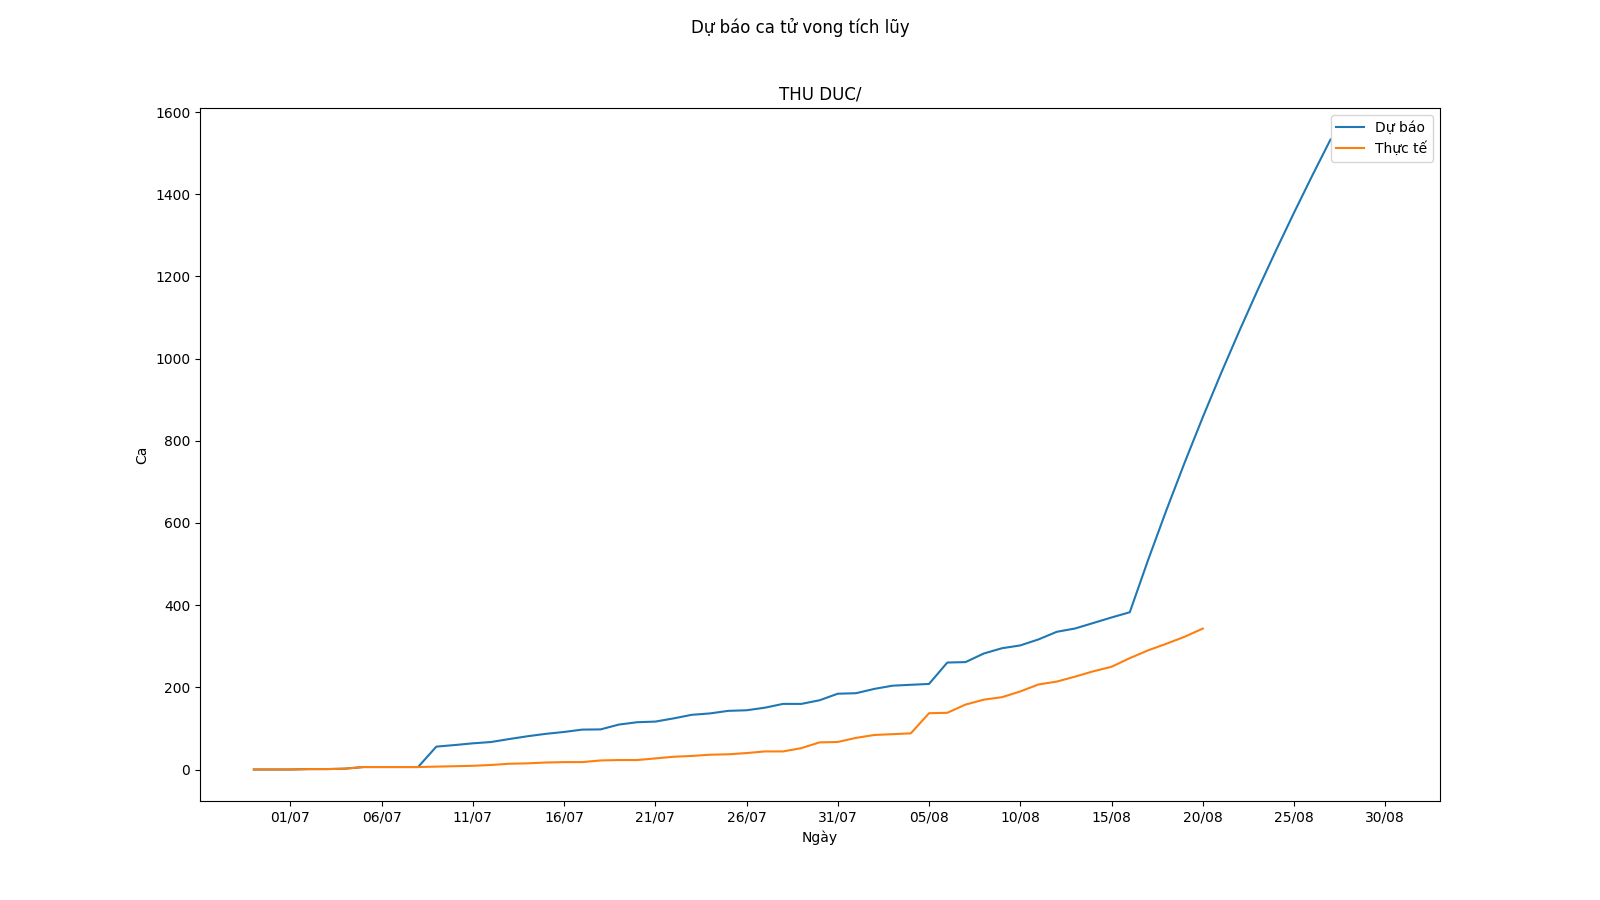 Dự báo ca tử vong tích lũy
THU DUC/
1600
1400
1200
1000
800
600
400
200
0
Ca
Dự báo
Thực tế
01/07 06/07 11/07 16/07 21/07 26/07 31/07 05/08 10/08 15/08 20/08 25/08 30/08
Ngày